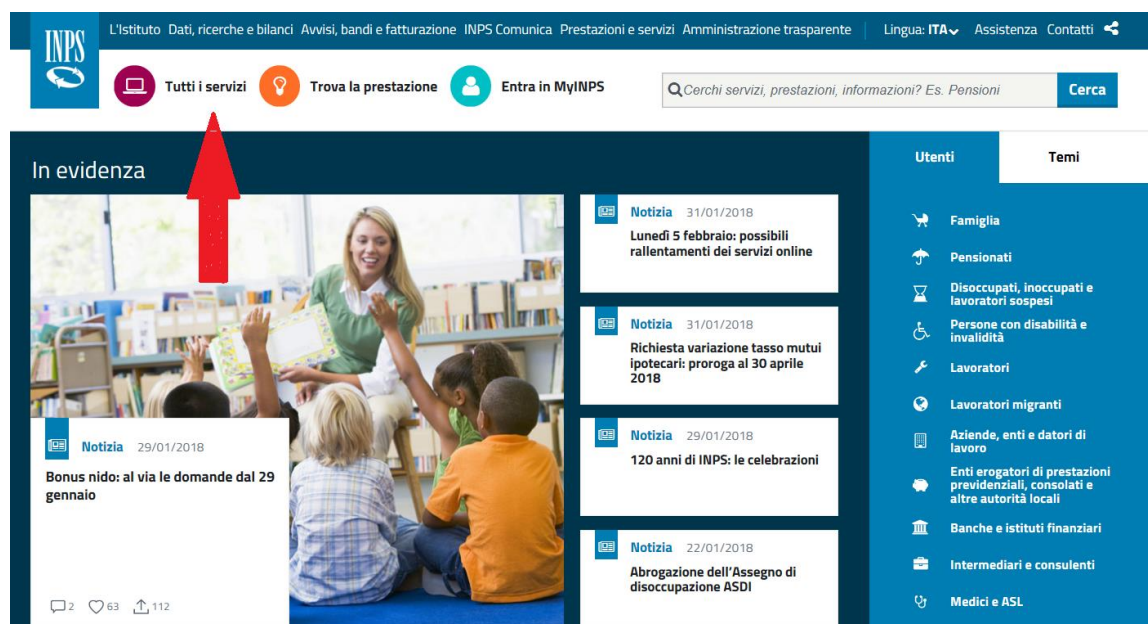 INPS
L'Istituto Dati, ricerche e bilanci Avvisi, bandi e fatturazione INPS Comunica Prestazioni e servizi Amministrazione trasparente Lingua: ITA Assistenza Contatti
Tutti i servizi Trova la prestazione Entra in MyINPS Cerchi servizi, prestazioni, informazioni? Es. Pensioni Cerca
In evidenza
Notizia 29/01/2018
Bonus nido: al via le domande dal 29
gennaio
2 63 112
Notizia 31/01/2018
Lunedì 5 febbraio: possibili
rallentamenti dei servizi online
Notizia 31/01/2018
Richiesta variazione tasso mutui
ipotecari: proroga al 30 aprile
2018
Notizia 29/01/2018
120 anni di INPS: le celebrazioni
Notizia 22/01/2018
Abrogazione dell'Assegno di
disoccupazione ASDI
Utenti Temi
Famiglia
Pensionati
Disoccupati, inoccupati e
lavoratori sospesi
Persone con disabilità e
invalidità
Lavoratori
Lavoratori migranti
Aziende, enti e datori di
lavoro
Enti erogatori di prestazioni
previdenziali, consolati e
altre autorità locali
Banche e istituti finanziari
Intermediari e consulenti
Medici e ASL